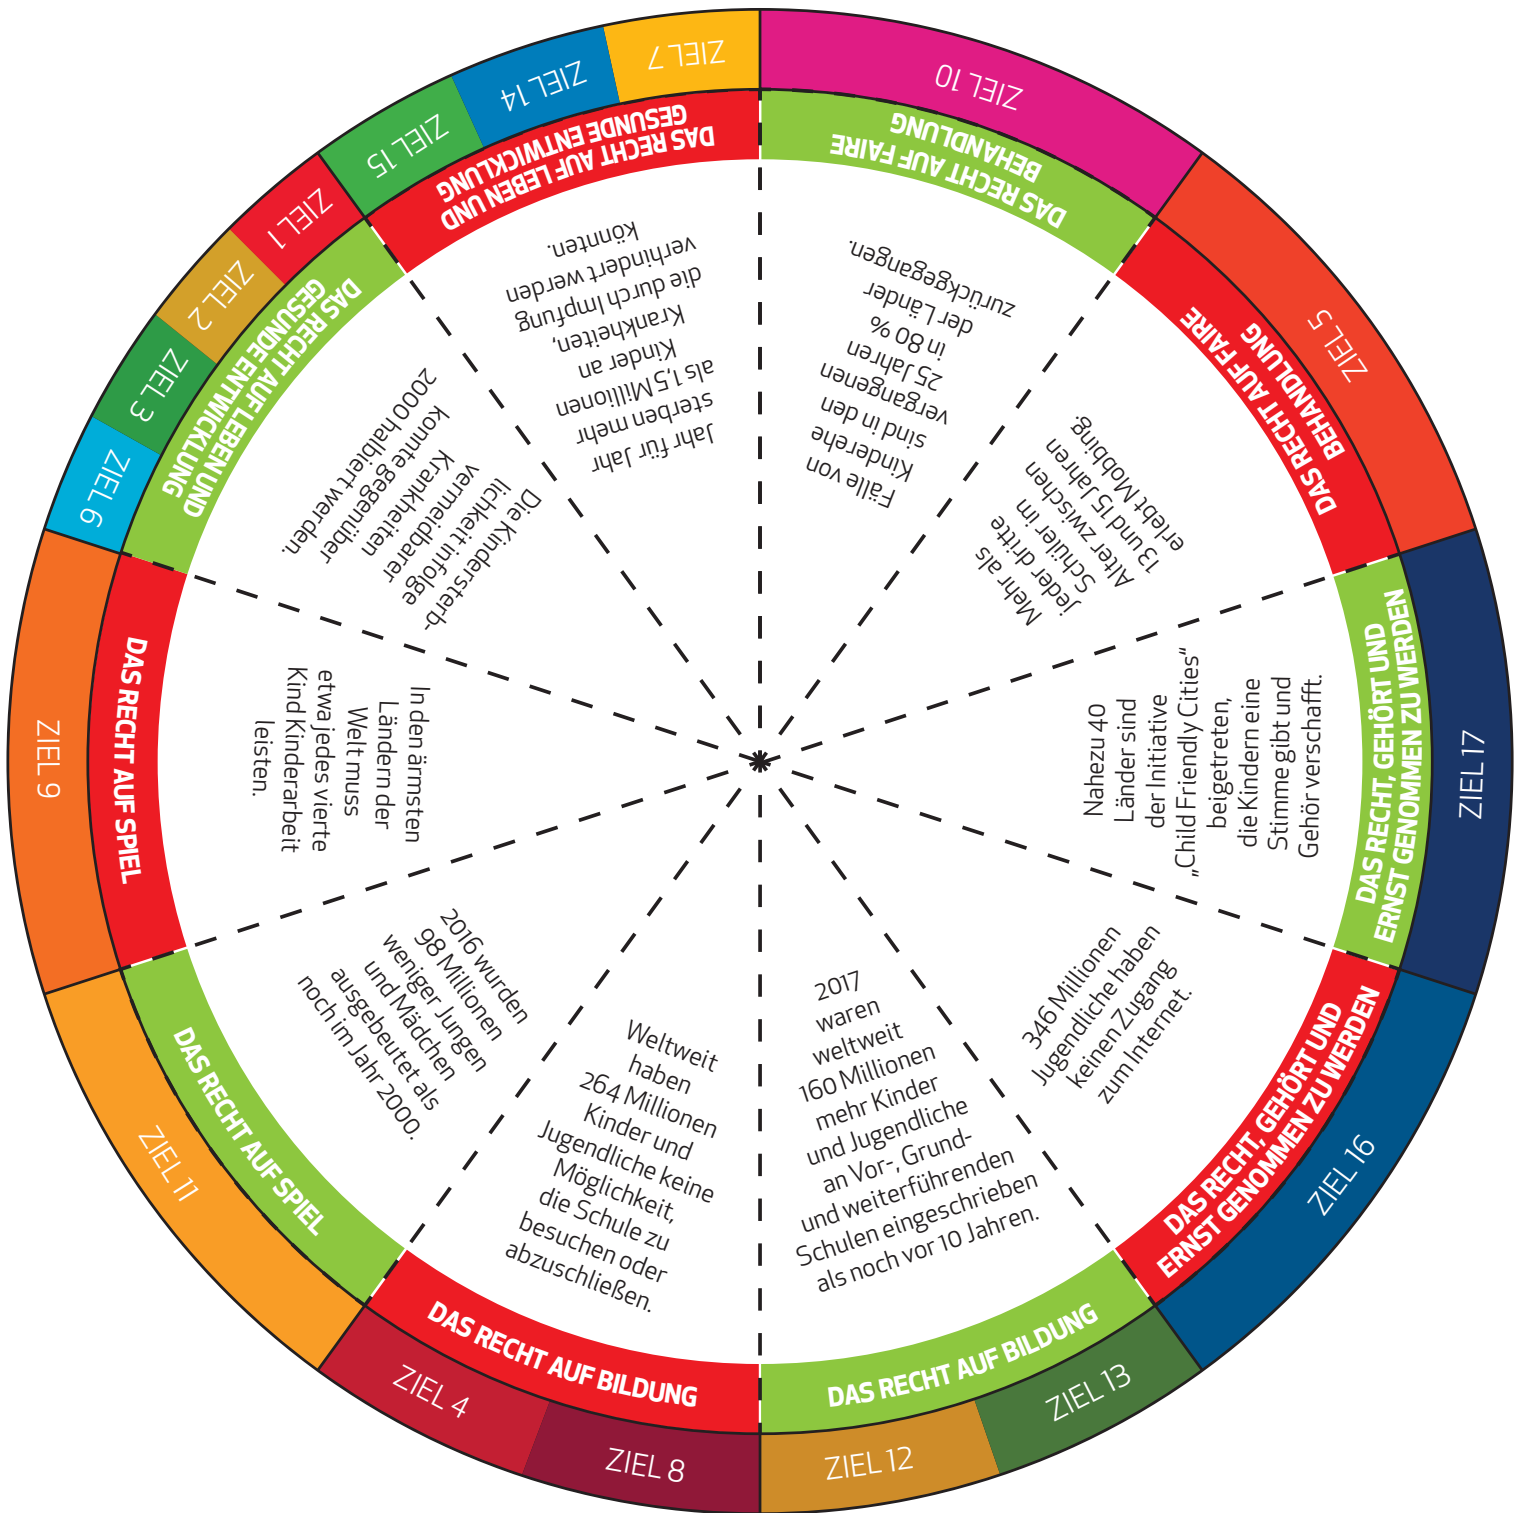 ZIEL 10
DAS RECHT AUF FAIRE
BEHANDLUNG
Fälle von
Kinderehe
sind in den
vergangenen
25 Jahren
in 80 %
der Länder
zurückgegangen.
ZIEL 5
DAS RECHT AUF FAIRE
BEHANDLUNG
Mehr als
jeder dritte
Schüler im
Alter zwischen
13 und 15 Jahren
erlebt Mobbing.
ZIEL 17
DAS RECHT, GEHÖRT UND
ERNST GENOMMEN ZU WERDEN
Nahezu 40
Länder sind
der Initiative
„Child Friendly Cities“
beigetreten,
die Kindern eine
Stimme gibt und
Gehör verschafft.
ZIEL 16
DAS RECHT, GEHÖRT UND
ERNST GENOMMEN ZU WERDEN
346 Millionen
Jugendliche haben
keinen Zugang
zum Internet.
2017
waren
weltweit
160 Millionen
mehr Kinder
und Jugendliche
an Vor-, Grund-
und weiterführenden
Schulen eingeschrieben
als noch vor 10 Jahren.
DAS RECHT AUF BILDUNG
ZIEL 13
ZIEL 12
Weltweit
haben
264 Millionen
Kinder und
Jugendliche keine
Möglichkeit,
die Schule zu
besuchen oder
abzuschließen.
DAS RECHT AUF BILDUNG
ZIEL 8
ZIEL 4
2016 wurden
98 Millionen
weniger Jungen
und Mädchen
ausgebeutet als
noch im Jahr 2000.
DAS RECHT AUF SPIEL
ZIEL 11
In den ärmsten
Ländern der
Welt muss
etwa jedes vierte
Kind Kinderarbeit
leisten.
DAS RECHT AUF SPIEL
ZIEL 9
Die Kindersterb-
lichkeit infolge
vermeidbarer
Krankheiten
konnte gegenüber
2000 halbiert werden.
DAS RECHT AUF LEBEN UND
GESUNDE ENTWICKLUNG
ZIEL 6
ZIEL 3
ZIEL 2
ZIEL 1
Jahr für Jahr
sterben mehr
als 1,5 Millionen
Kinder an
Krankheiten,
die durch Impfung
verhindert werden
könnten.
DAS RECHT AUF LEBEN UND
GESUNDE ENTWICKLUNG
ZIEL 15
ZIEL 14
ZIEL 7